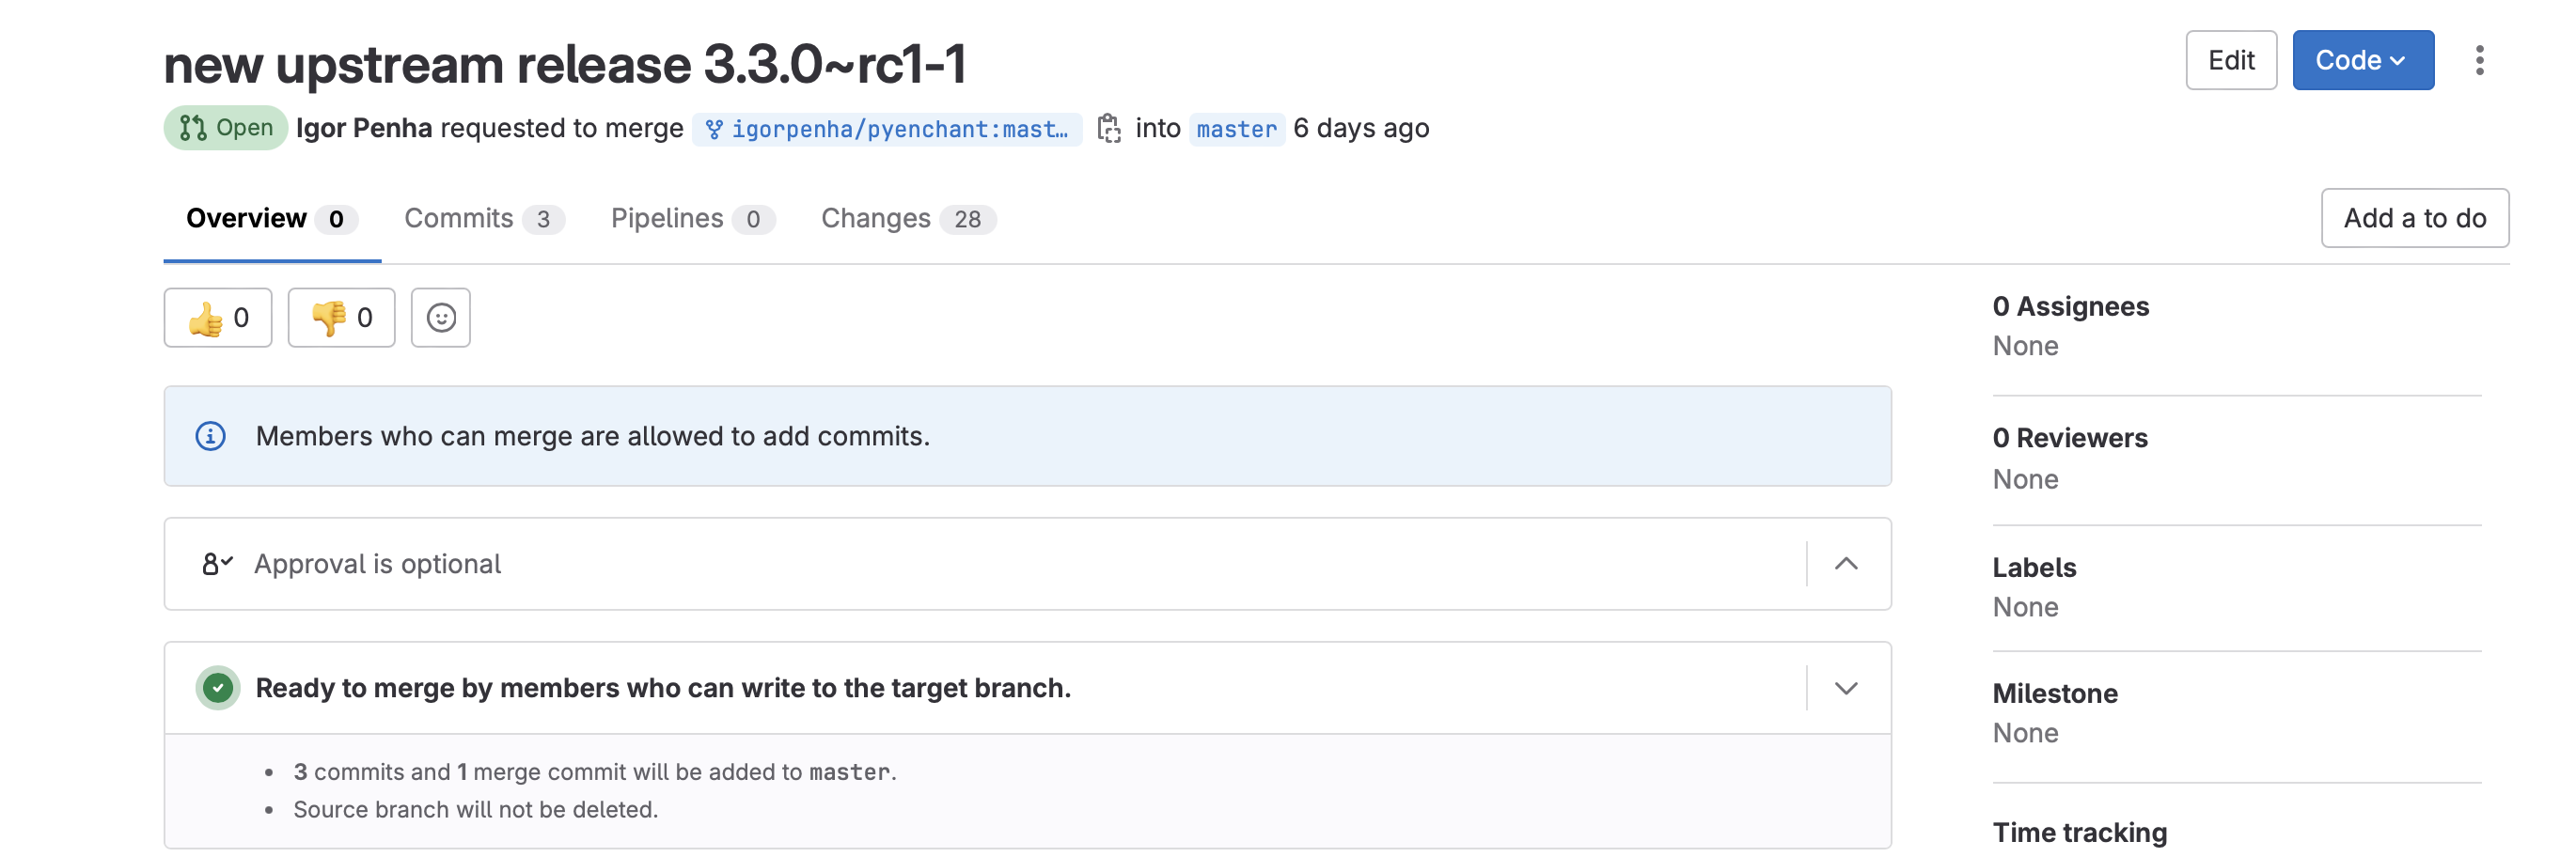 new upstream release 3.3.0~rc1-1
Edit
Code
Open Igor Penha requested to merge igorpenha/pyenchant:mast… into master 6 days ago
Overview 0 Commits 3 Pipelines 0 Changes 28
Add a to do
0 0
Members who can merge are allowed to add commits.
Approval is optional
Ready to merge by members who can write to the target branch.
• 3 commits and 1 merge commit will be added to master.
• Source branch will not be deleted.
0 Assignees
None
0 Reviewers
None
Labels
None
Milestone
None
Time tracking